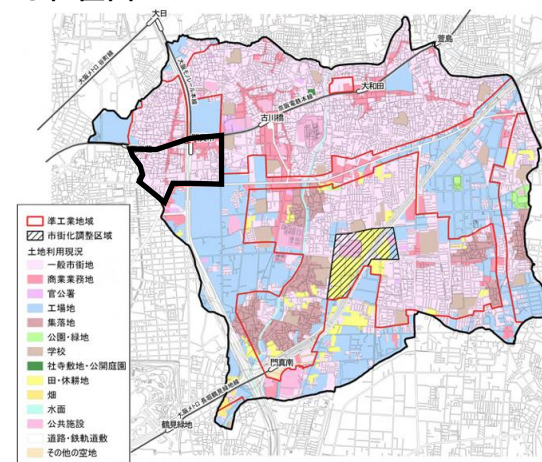 大日
大阪メトロ 谷町線
大阪モノレール本線
萱島
京阪電鉄本線
大和田
古川橋
門真南
大阪メトロ 長堀鶴見緑地線
鶴見緑地
準工業地域
市街化調整区域
土地利用現況
一般市街地
商業業務地
官公署
工場地
集落地
公園・緑地
学校
社寺敷地・公開庭園
田・休耕地
畑
水面
公共施設
道路・鉄軌道敷
その他の空地